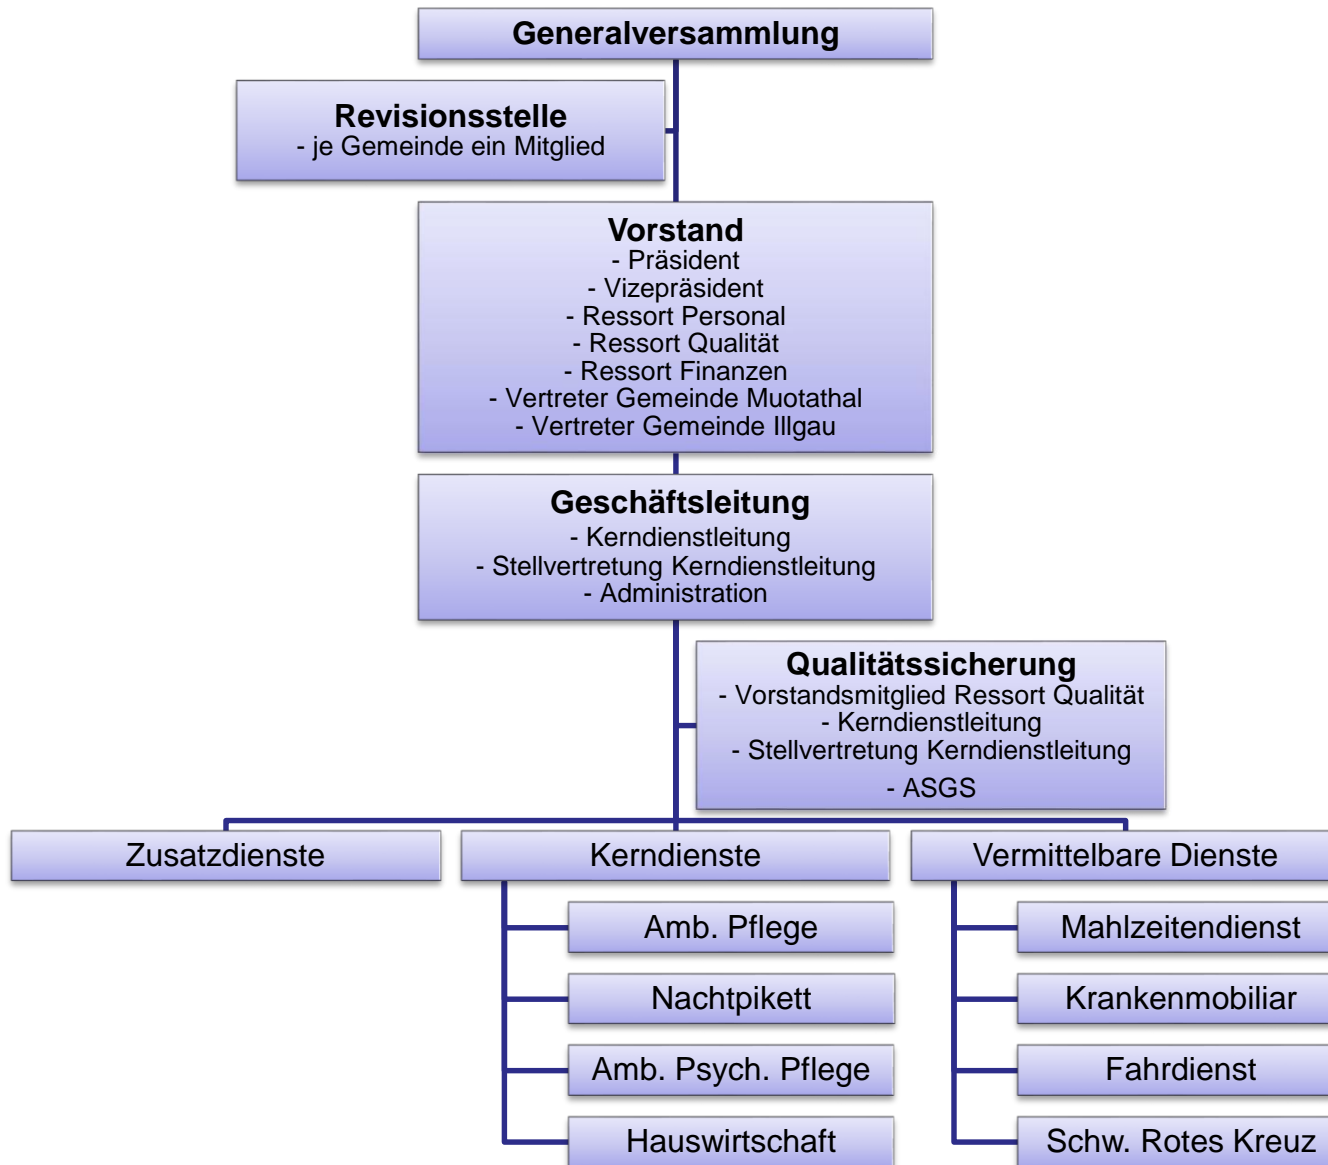 Generalversammlung
Revisionsstelle
- je Gemeinde ein Mitglied
Vorstand
- Präsident
- Vizepräsident
- Ressort Personal
- Ressort Qualität
- Ressort Finanzen
- Vertreter Gemeinde Muotathal
- Vertreter Gemeinde Illgau
Geschäftsleitung
- Kerndienstleitung
- Stellvertretung Kerndienstleitung
- Administration
Qualitätssicherung
- Vorstandsmitglied Ressort Qualität
- Kerndienstleitung
- Stellvertretung Kerndienstleitung
- ASGS
Zusatzdienste
Kerndienste
Amb. Pflege
Nachtpikett
Amb. Psych. Pflege
Hauswirtschaft
Vermittelbare Dienste
Mahlzeitendienst
Krankenmobiliar
Fahrdienst
Schw. Rotes Kreuz